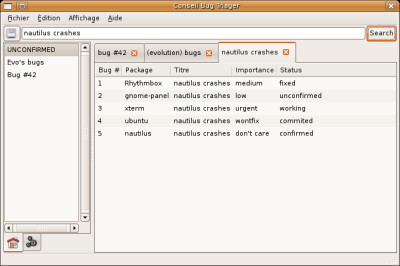 Conseil Bug Triager
Fichier Édition Affichage Aide
nautilus crashes Search
UNCONFIRMED
Evo's bugs
Bug #42
bug #42 (evolution) bugs nautilus crashes
Bug # Package Titre Importance Status
1 Rhythmbox nautilus crashes medium fixed
2 gnome-panel nautilus crashes low unconfirmed
3 xterm nautilus crashes urgent working
4 ubuntu nautilus crashes wontfix commited
5 nautilus nautilus crashes don't care confirmed